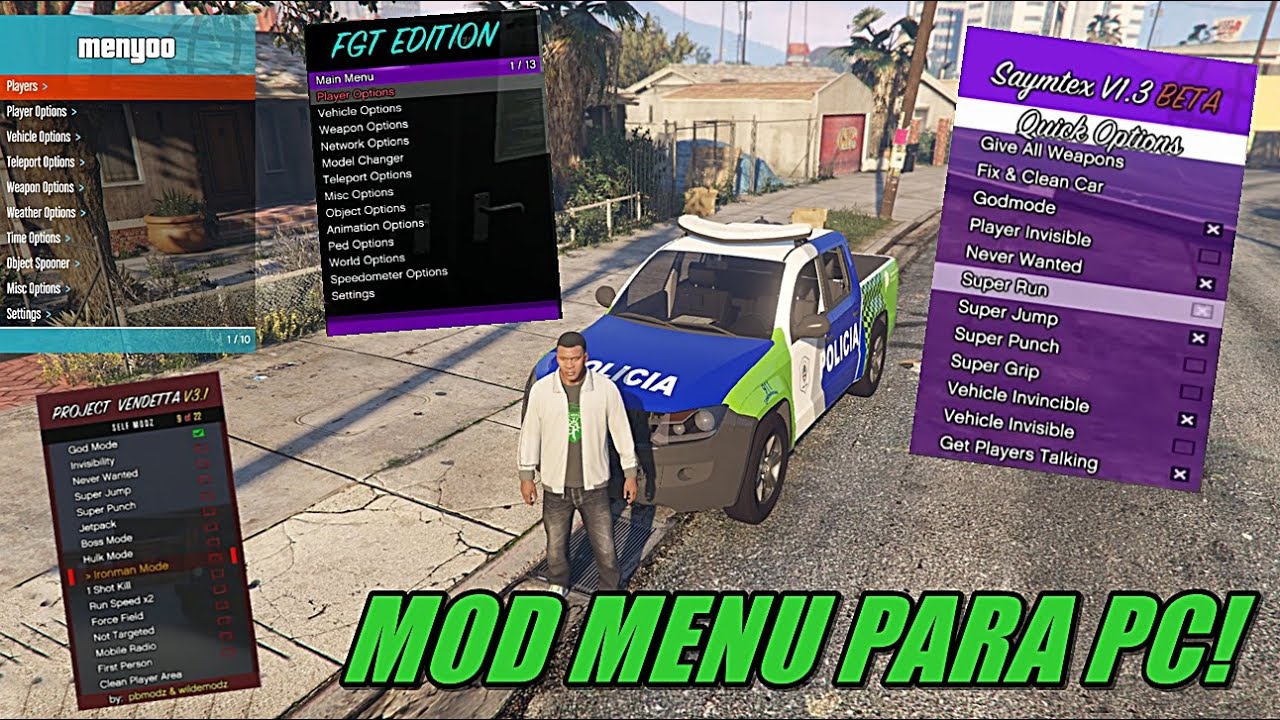 menyoo
Players >
Player Options >
Vehicle Options >
Teleport Options >
Weapon Options >
Weather Options >
Time Options >
Object Spooner >
Misc Options >
Settings >
1 / 10
FGT EDITION
Main Menu 1 / 13
Player Options
Vehicle Options
Weapon Options
Network Options
Model Changer
Teleport Options
Misc Options
Object Options
Animation Options
Ped Options
World Options
Speedometer Options
Settings
Saymtex V1.3 BETA
Quick Options
Give All Weapons
Fix & Clean Car
Godmode
Player Invisible
Never Wanted
Super Run
Super Jump
Super Punch
Super Grip
Vehicle Invincible
Vehicle Invisible
Get Players Talking
POLICIA
POLICIA
PROJECT VENDETTA V3.1
SELF MODZ 9 of 22
God Mode
Invisibility
Never Wanted
Super Jump
Super Punch
Jetpack
Boss Mode
Hulk Mode
> Ironman Mode
1 Shot Kill
Run Speed x2
Force Field
Not Targeted
Mobile Radio
First Person
Clean Player Area
by: pbmodz & wildemodz
MOD MENU PARA PC!